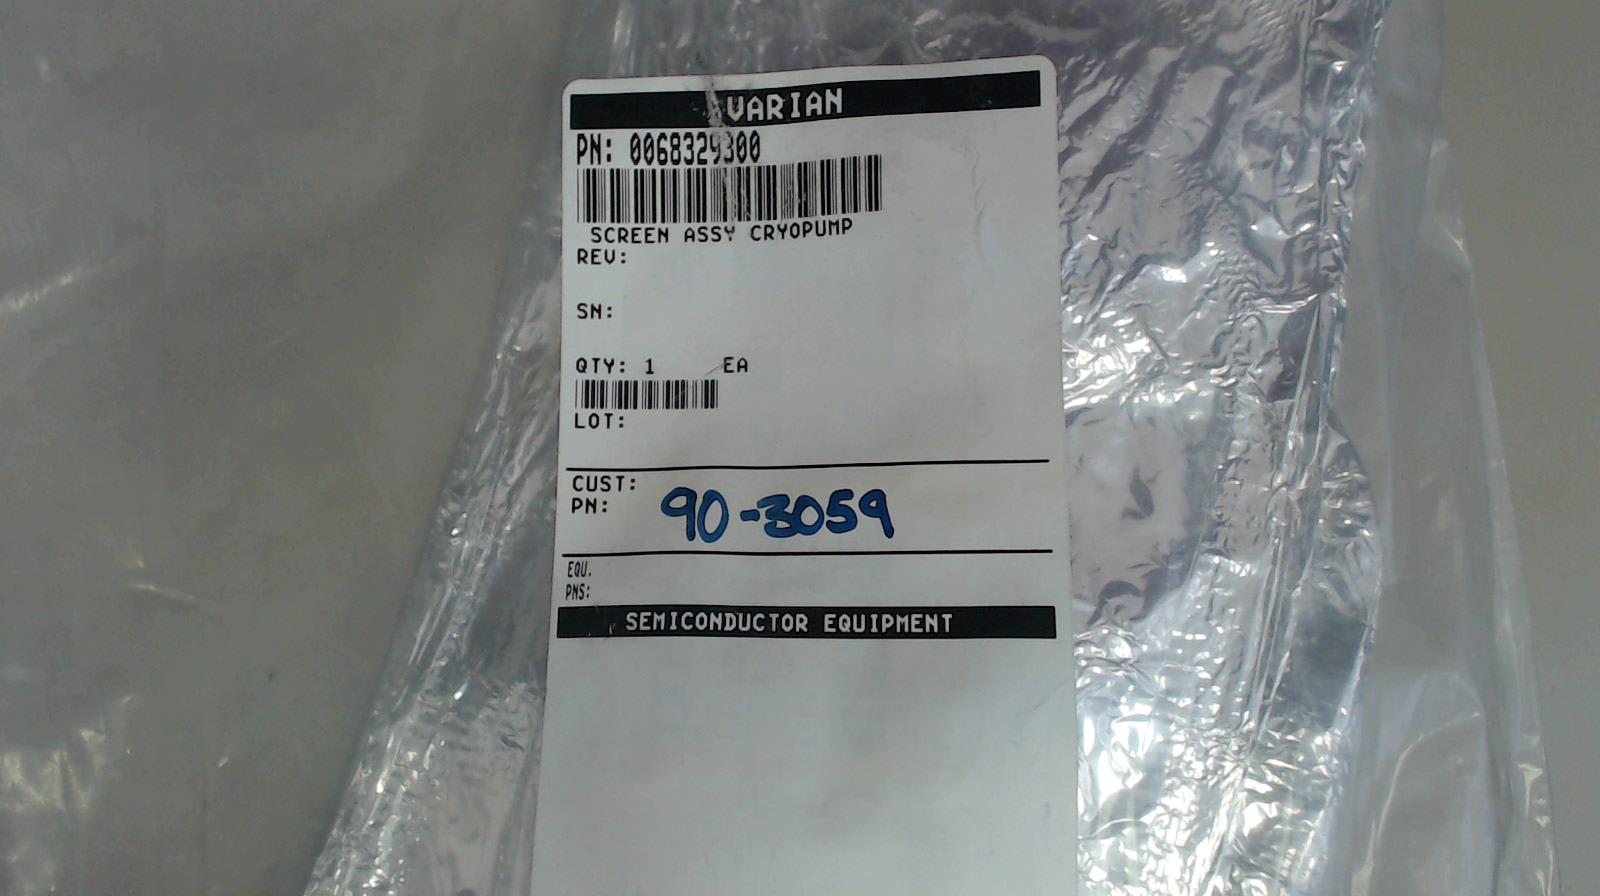 VARIAN
PN: 0068329300
SCREEN ASSY CRYOPUMP
REV:
SN:
QTY: 1 EA
LOT:
CUST:
PN: 90-3059
EQU.
PNS:
SEMICONDUCTOR EQUIPMENT